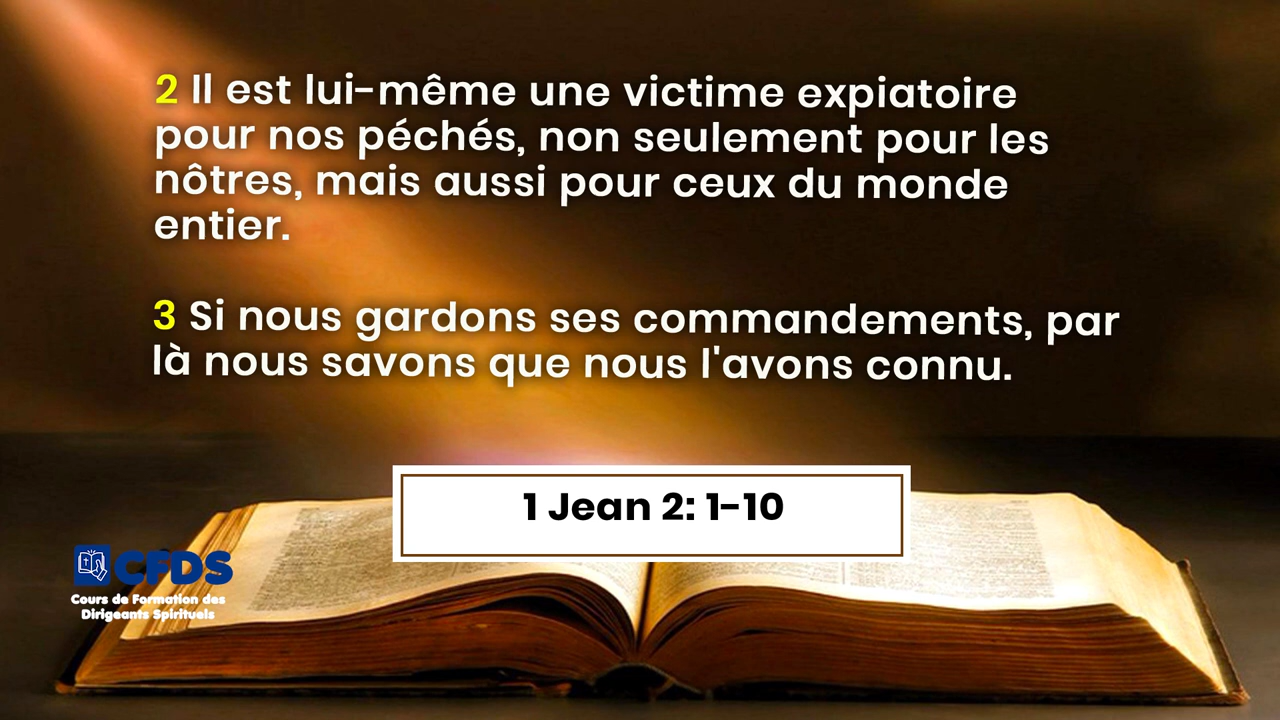 2 Il est lui-même une victime expiatoire
pour nos péchés, non seulement pour les
nôtres, mais aussi pour ceux du monde
entier.
3 Si nous gardons ses commandements, par
là nous savons que nous l'avons connu.
1 Jean 2: 1-10
CFDS
Cours de Formation des
Dirigeants Spirituels